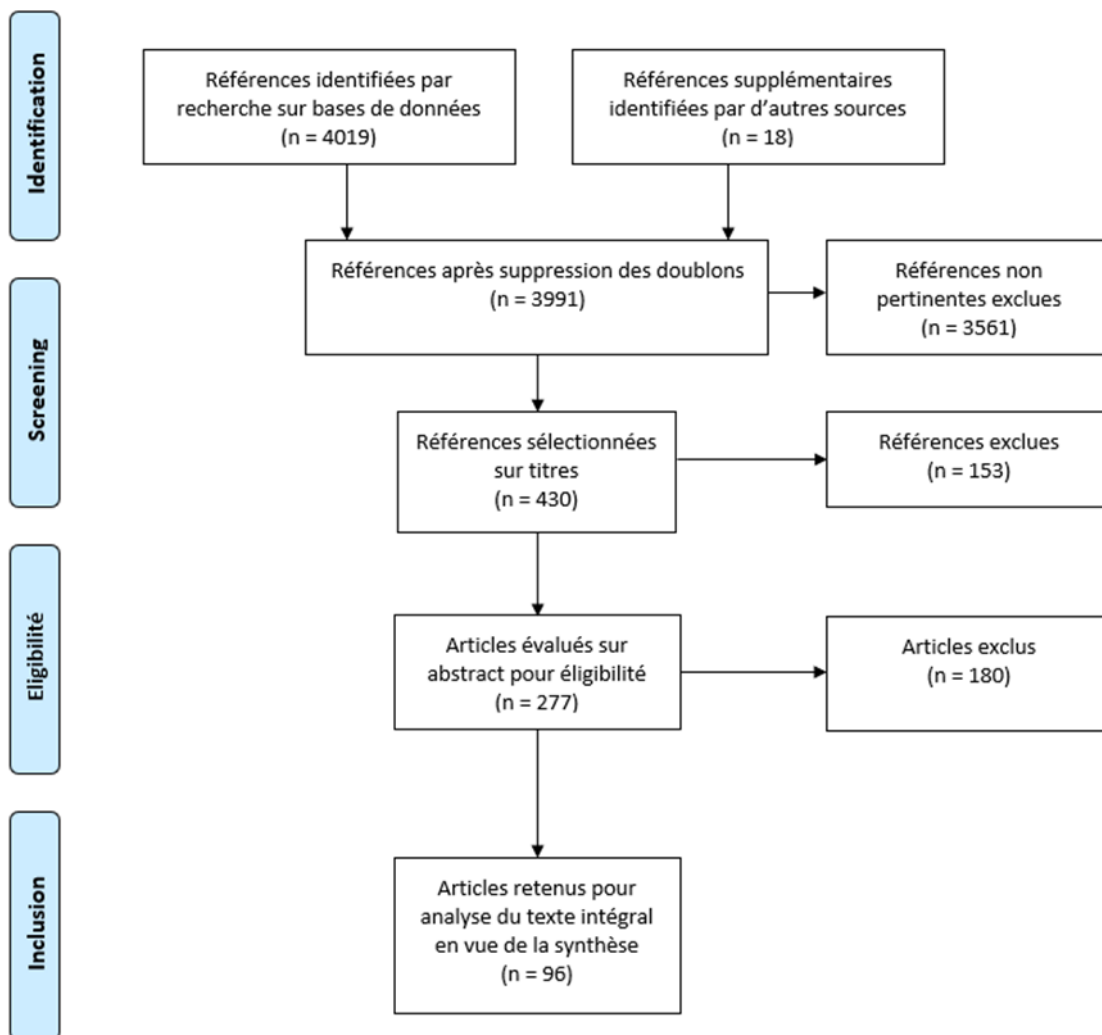 Identification
Références identifiées par
recherche sur bases de données
(n = 4019)
Références supplémentaires
identifiées par d’autres sources
(n = 18)
Références après suppression des doublons
(n = 3991)
Références non
pertinentes exclues
(n = 3561)
Screening
Références sélectionnées
sur titres
(n = 430)
Références exclues
(n = 153)
Eligibilité
Articles évalués sur
abstract pour éligibilité
(n = 277)
Articles exclus
(n = 180)
Inclusion
Articles retenus pour
analyse du texte intégral
en vue de la synthèse
(n = 96)